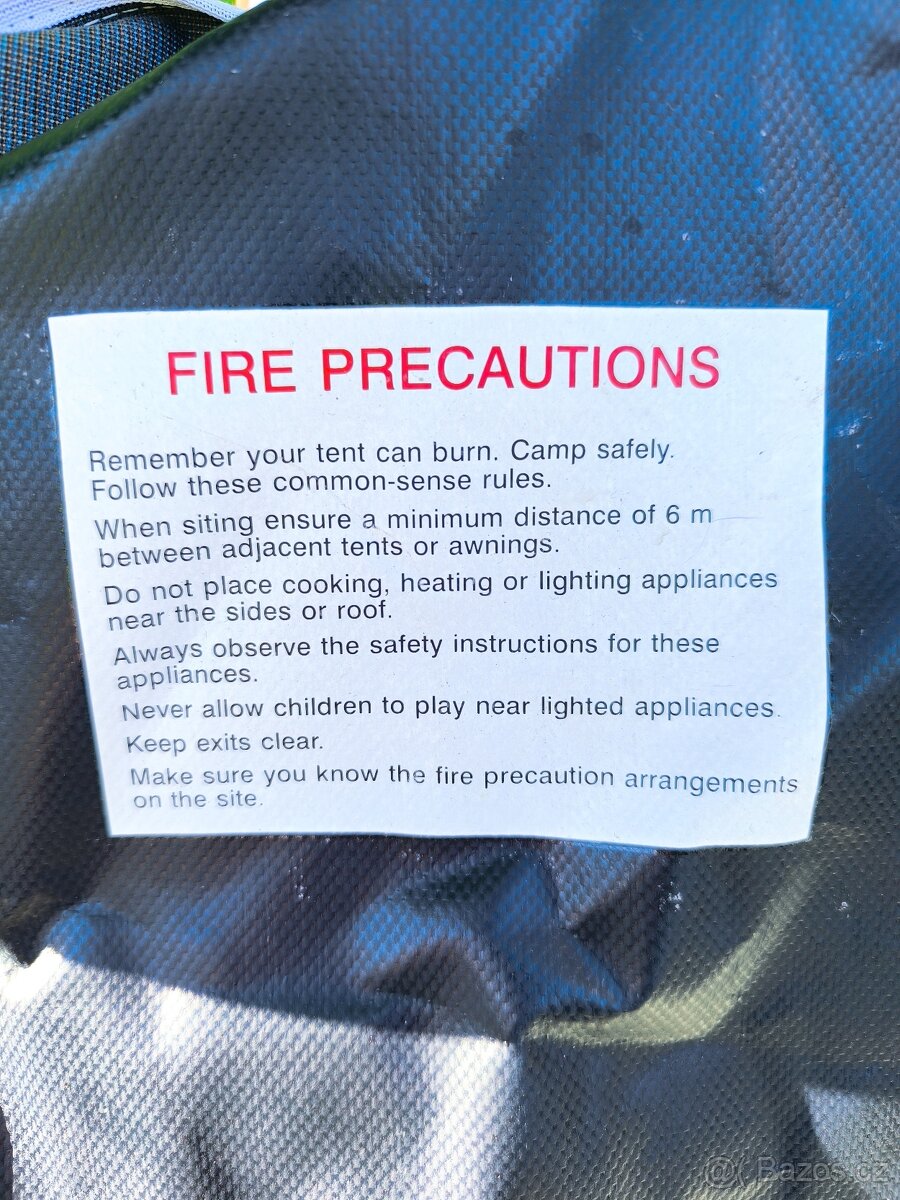 FIRE PRECAUTIONS
Remember your tent can burn. Camp safely.
Follow these common-sense rules.
When siting ensure a minimum distance of 6 m
between adjacent tents or awnings.
Do not place cooking, heating or lighting appliances
near the sides or roof.
Always observe the safety instructions for these
appliances.
Never allow children to play near lighted appliances.
Keep exits clear.
Make sure you know the fire precaution arrangements
on the site.
Bazos.cz